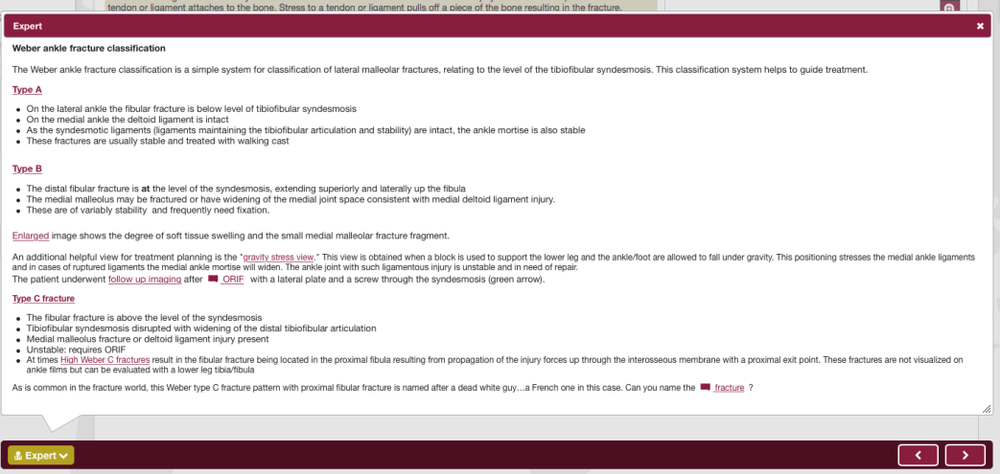 tendon or ligament attaches to the bone. Stress to a tendon or ligament pulls off a piece of the bone resulting in the fracture.
Expert
Weber ankle fracture classification
The Weber ankle fracture classification is a simple system for classification of lateral malleolar fractures, relating to the level of the tibiofibular syndesmosis. This classification system helps to guide treatment.
Type A
• On the lateral ankle the fibular fracture is below level of tibiofibular syndesmosis
• On the medial ankle the deltoid ligament is intact
• As the syndesmotic ligaments (ligaments maintaining the tibiofibular articulation and stability) are intact, the ankle mortise is also stable
• These fractures are usually stable and treated with walking cast
Type B
• The distal fibular fracture is at the level of the syndesmosis, extending superiorly and laterally up the fibula
• The medial malleolus may be fractured or have widening of the medial joint space consistent with medial deltoid ligament injury.
• These are of variably stability and frequently need fixation.
Enlarged image shows the degree of soft tissue swelling and the small medial malleolar fracture fragment.
An additional helpful view for treatment planning is the "gravity stress view." This view is obtained when a block is used to support the lower leg and the ankle/foot are allowed to fall under gravity. This positioning stresses the medial ankle ligaments
and in cases of ruptured ligaments the medial ankle mortise will widen. The ankle joint with such ligamentous injury is unstable and in need of repair.
The patient underwent follow up imaging after ORIF with a lateral plate and a screw through the syndesmosis (green arrow).
Type C fracture
• The fibular fracture is above the level of the syndesmosis
• Tibiofibular syndesmosis disrupted with widening of the distal tibiofibular articulation
• Medial malleolus fracture or deltoid ligament injury present
• Unstable: requires ORIF
• At times High Weber C fractures result in the fibular fracture being located in the proximal fibula resulting from propagation of the injury forces up through the interosseous membrane with a proximal exit point. These fractures are not visualized on
ankle films but can be evaluated with a lower leg tibia/fibula
As is common in the fracture world, this Weber type C fracture pattern with proximal fibular fracture is named after a dead white guy…a French one in this case. Can you name the fracture ?
Expert